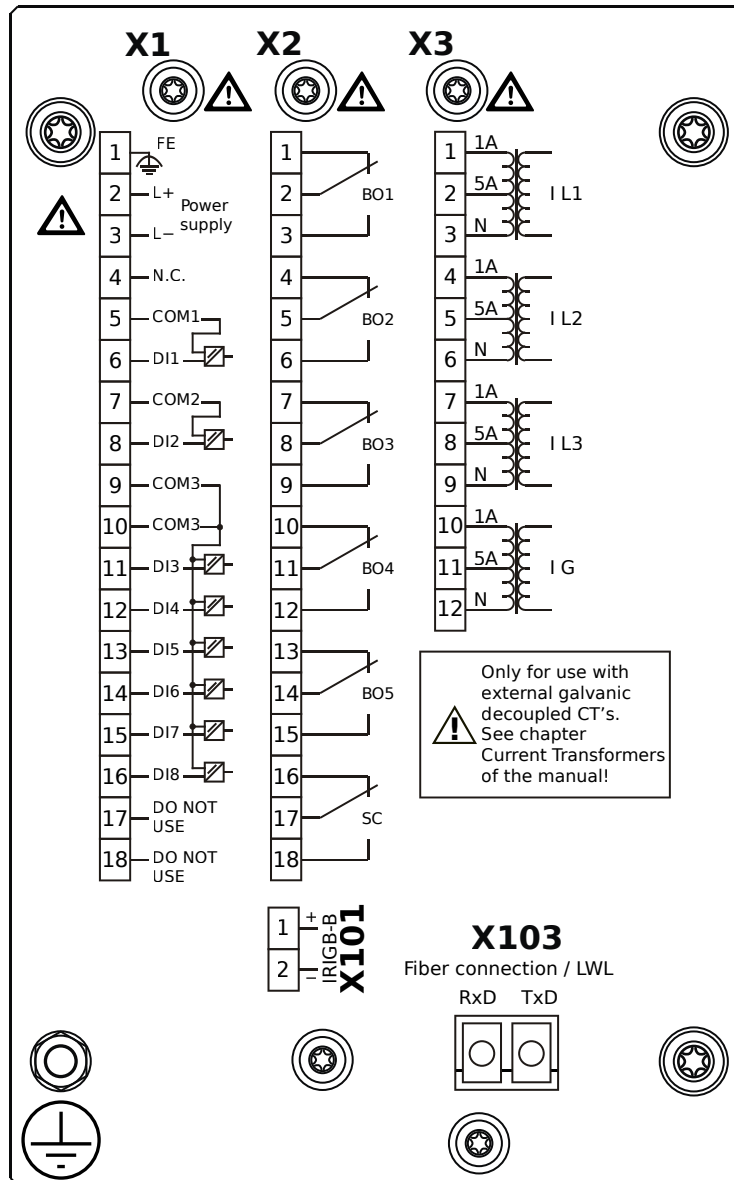 X1
X2
X3
1 FE
2 L+
Power
supply
3 L−
4 N.C.
5 COM1
6 DI1
7 COM2
8 DI2
9 COM3
10 COM3
11 DI3
12 DI4
13 DI5
14 DI6
15 DI7
16 DI8
17 DO NOT
USE
18 DO NOT
USE
1
2 BO1
3
4
5 BO2
6
7
8 BO3
9
10
11 BO4
12
13
14 BO5
15
16
17 SC
18
1 1A
2 5A I L1
3 N
4 1A
5 5A I L2
6 N
7 1A
8 5A I L3
9 N
10 1A
11 5A I G
12 N
!
!
!
!
!
Only for use with
external galvanic
decoupled CT's.
See chapter
Current Transformers
of the manual!
1 +
2 −
IRIGB-B
X101
X103
Fiber connection / LWL
RxD TxD